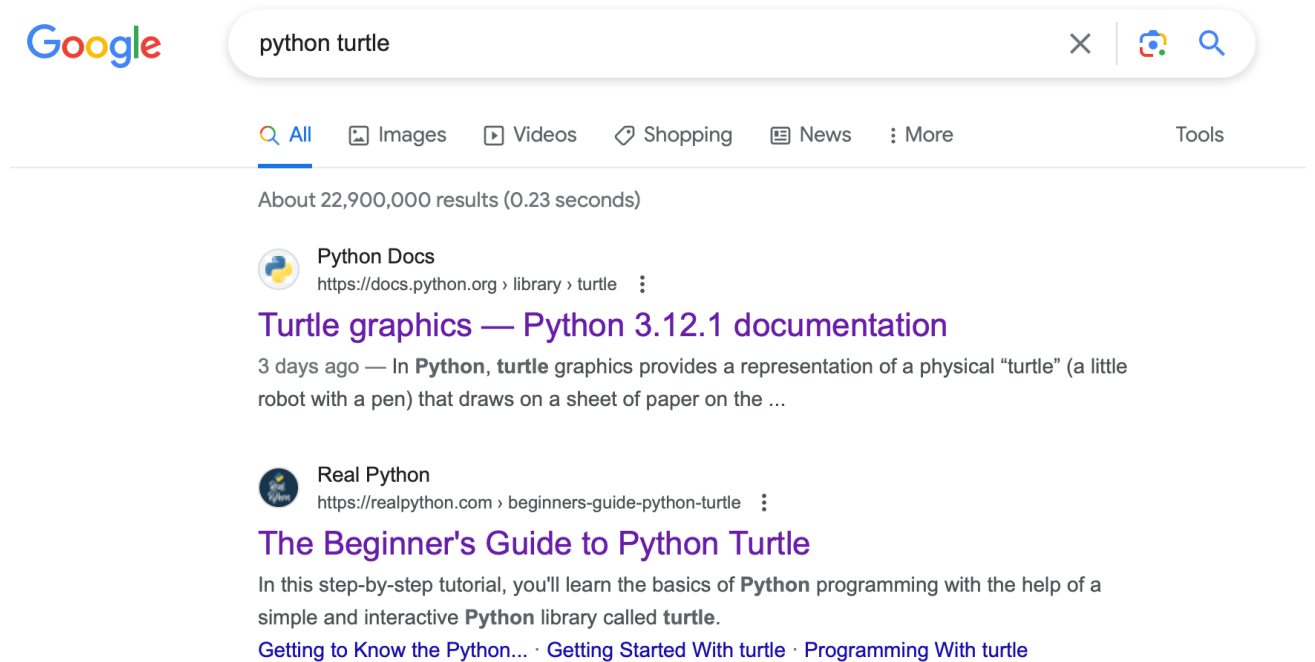 Google
python turtle
All Images Videos Shopping News More Tools
About 22,900,000 results (0.23 seconds)
Python Docs
https://docs.python.org › library › turtle
Turtle graphics — Python 3.12.1 documentation
3 days ago — In Python, turtle graphics provides a representation of a physical “turtle” (a little
robot with a pen) that draws on a sheet of paper on the ...
Real Python
Real Python
https://realpython.com › beginners-guide-python-turtle
The Beginner's Guide to Python Turtle
In this step-by-step tutorial, you'll learn the basics of Python programming with the help of a
simple and interactive Python library called turtle.
Getting to Know the Python... · Getting Started With turtle · Programming With turtle